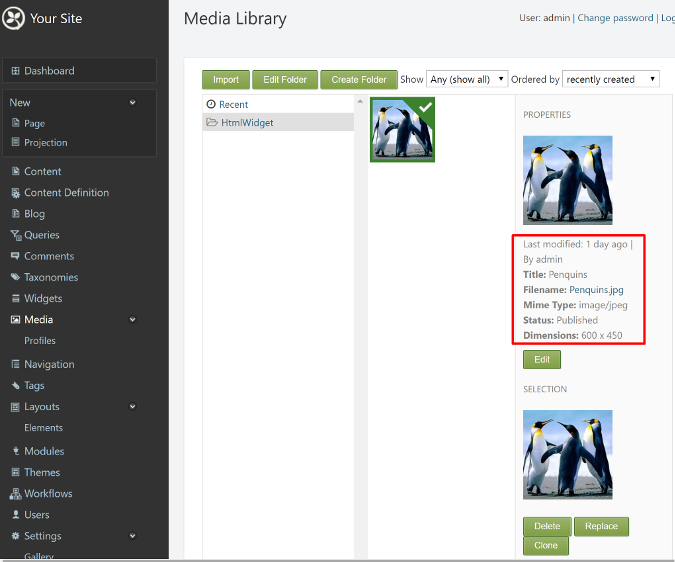 Your Site
Media Library
User: admin | Change password | Log
Dashboard
New
Page
Projection
Content
Content Definition
Blog
Queries
Comments
Taxonomies
Widgets
Media
Profiles
Navigation
Tags
Layouts
Elements
Modules
Themes
Workflows
Users
Settings
Gallery
Import Edit Folder Create Folder Show Any (show all) Ordered by recently created
Recent
HtmlWidget
PROPERTIES
Last modified: 1 day ago |
By admin
Title: Penquins
Filename: Penquins.jpg
Mime Type: image/jpeg
Status: Published
Dimensions: 600 x 450
Edit
SELECTION
Delete Replace
Clone